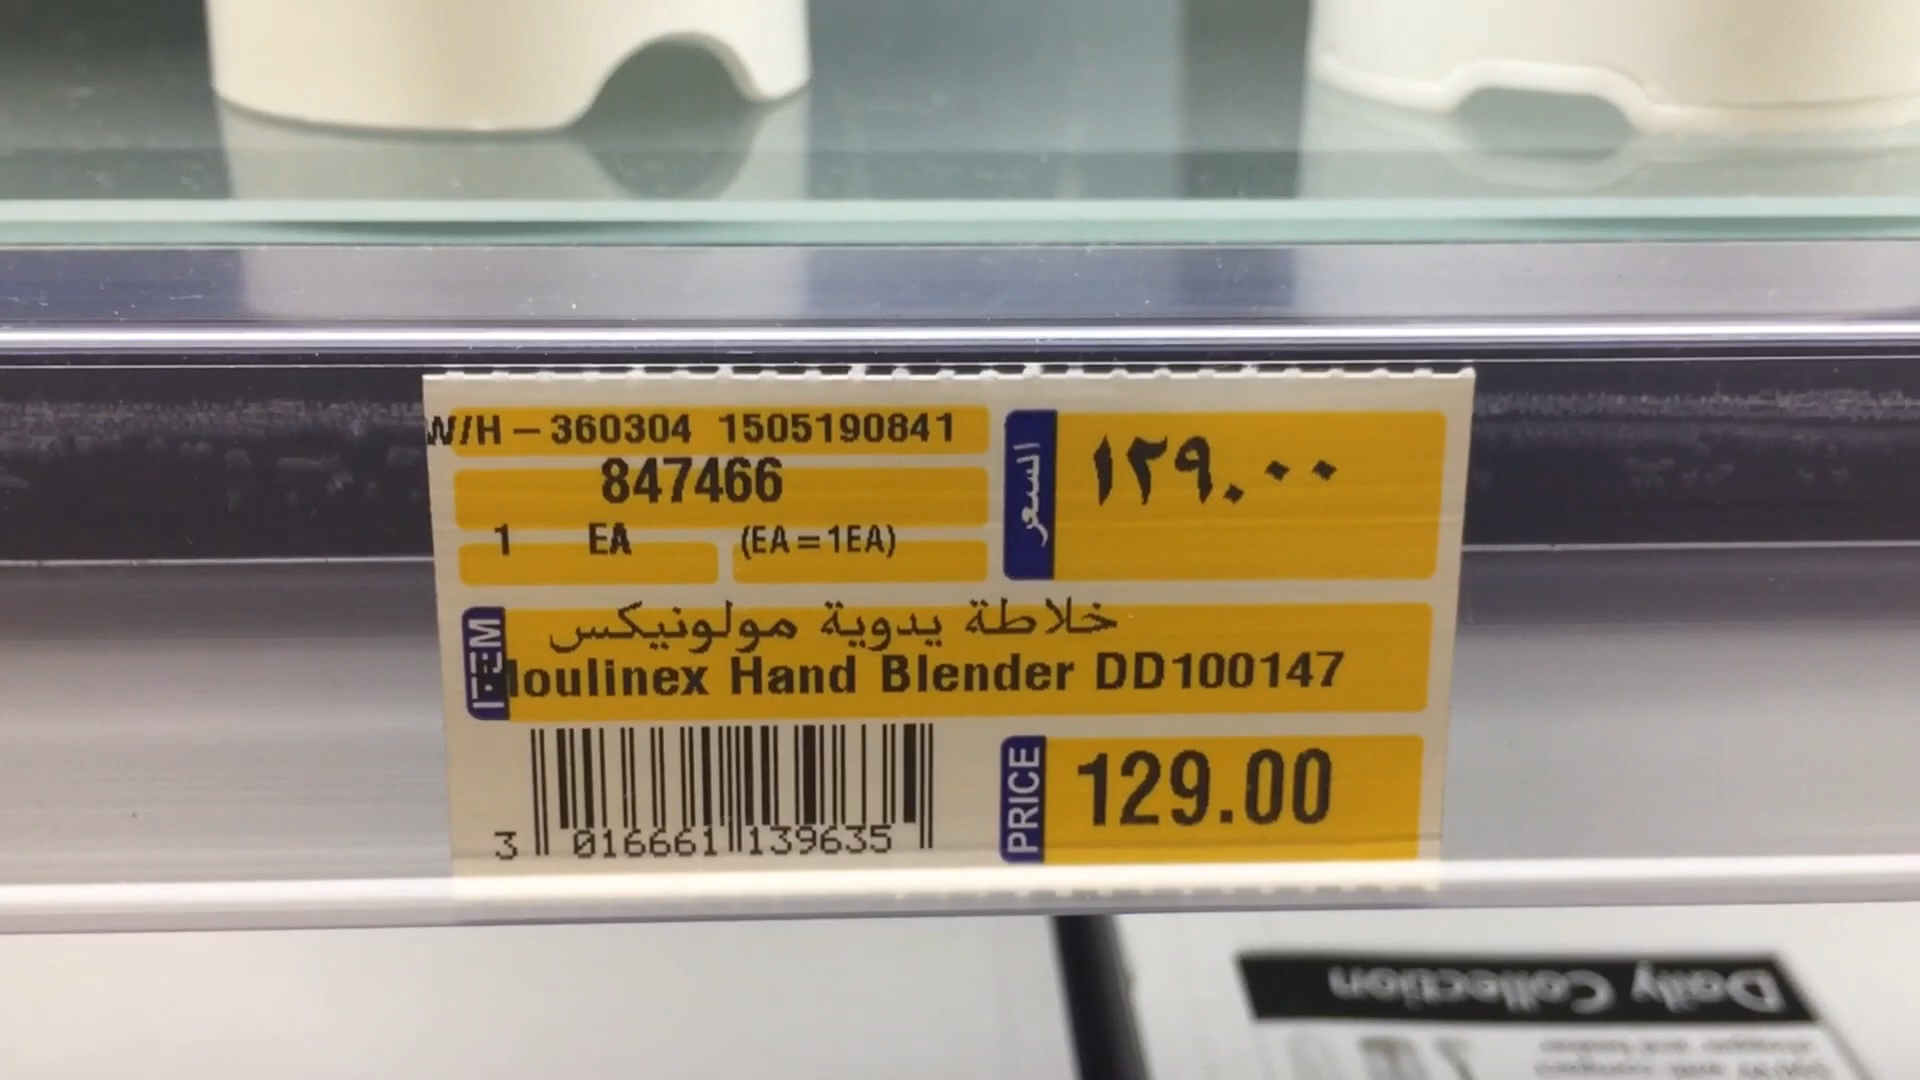 W/H – 360304 1505190841
847466
1 EA (EA = 1EA)
السعر
١٢٩.٠٠
خلاطة يدوية مولونيكس
ITEM
Moulinex Hand Blender DD100147
3 016661 139635
PRICE
129.00
Daily Collection